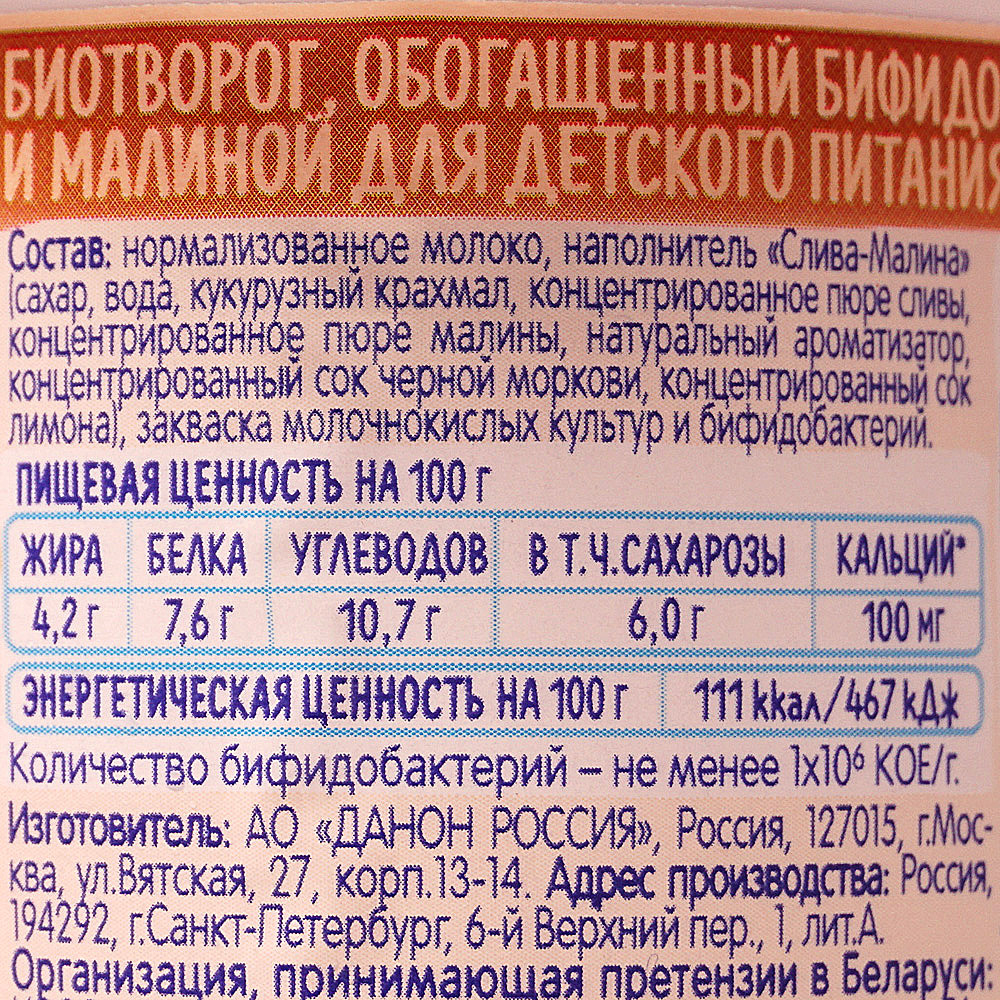 БИОТВОРОГ, ОБОГАЩЕННЫЙ БИФИДО
И МАЛИНОЙ ДЛЯ ДЕТСКОГО ПИТАНИЯ
Состав: нормализованное молоко, наполнитель «Слива-Малина»
(сахар, вода, кукурузный крахмал, концентрированное пюре сливы,
концентрированное пюре малины, натуральный ароматизатор,
концентрированный сок черной моркови, концентрированный сок
лимона), закваска молочнокислых культур и бифидобактерий.
ПИЩЕВАЯ ЦЕННОСТЬ НА 100 г
ЖИРА БЕЛКА УГЛЕВОДОВ В Т.Ч.САХАРОЗЫ КАЛЬЦИЙ*
4,2 г 7,6 г 10,7 г 6,0 г 100 мг
ЭНЕРГЕТИЧЕСКАЯ ЦЕННОСТЬ НА 100 г 111 ккал/467 кДж
Количество бифидобактерий – не менее 1х10⁶ КОЕ/г.
Изготовитель: АО «ДАНОН РОССИЯ», Россия, 127015, г.Мос-
ква, ул.Вятская, 27, корп.13-14. Адрес производства: Россия,
194292, г.Санкт-Петербург, 6-й Верхний пер., 1, лит.А.
Организация, принимающая претензии в Беларуси: